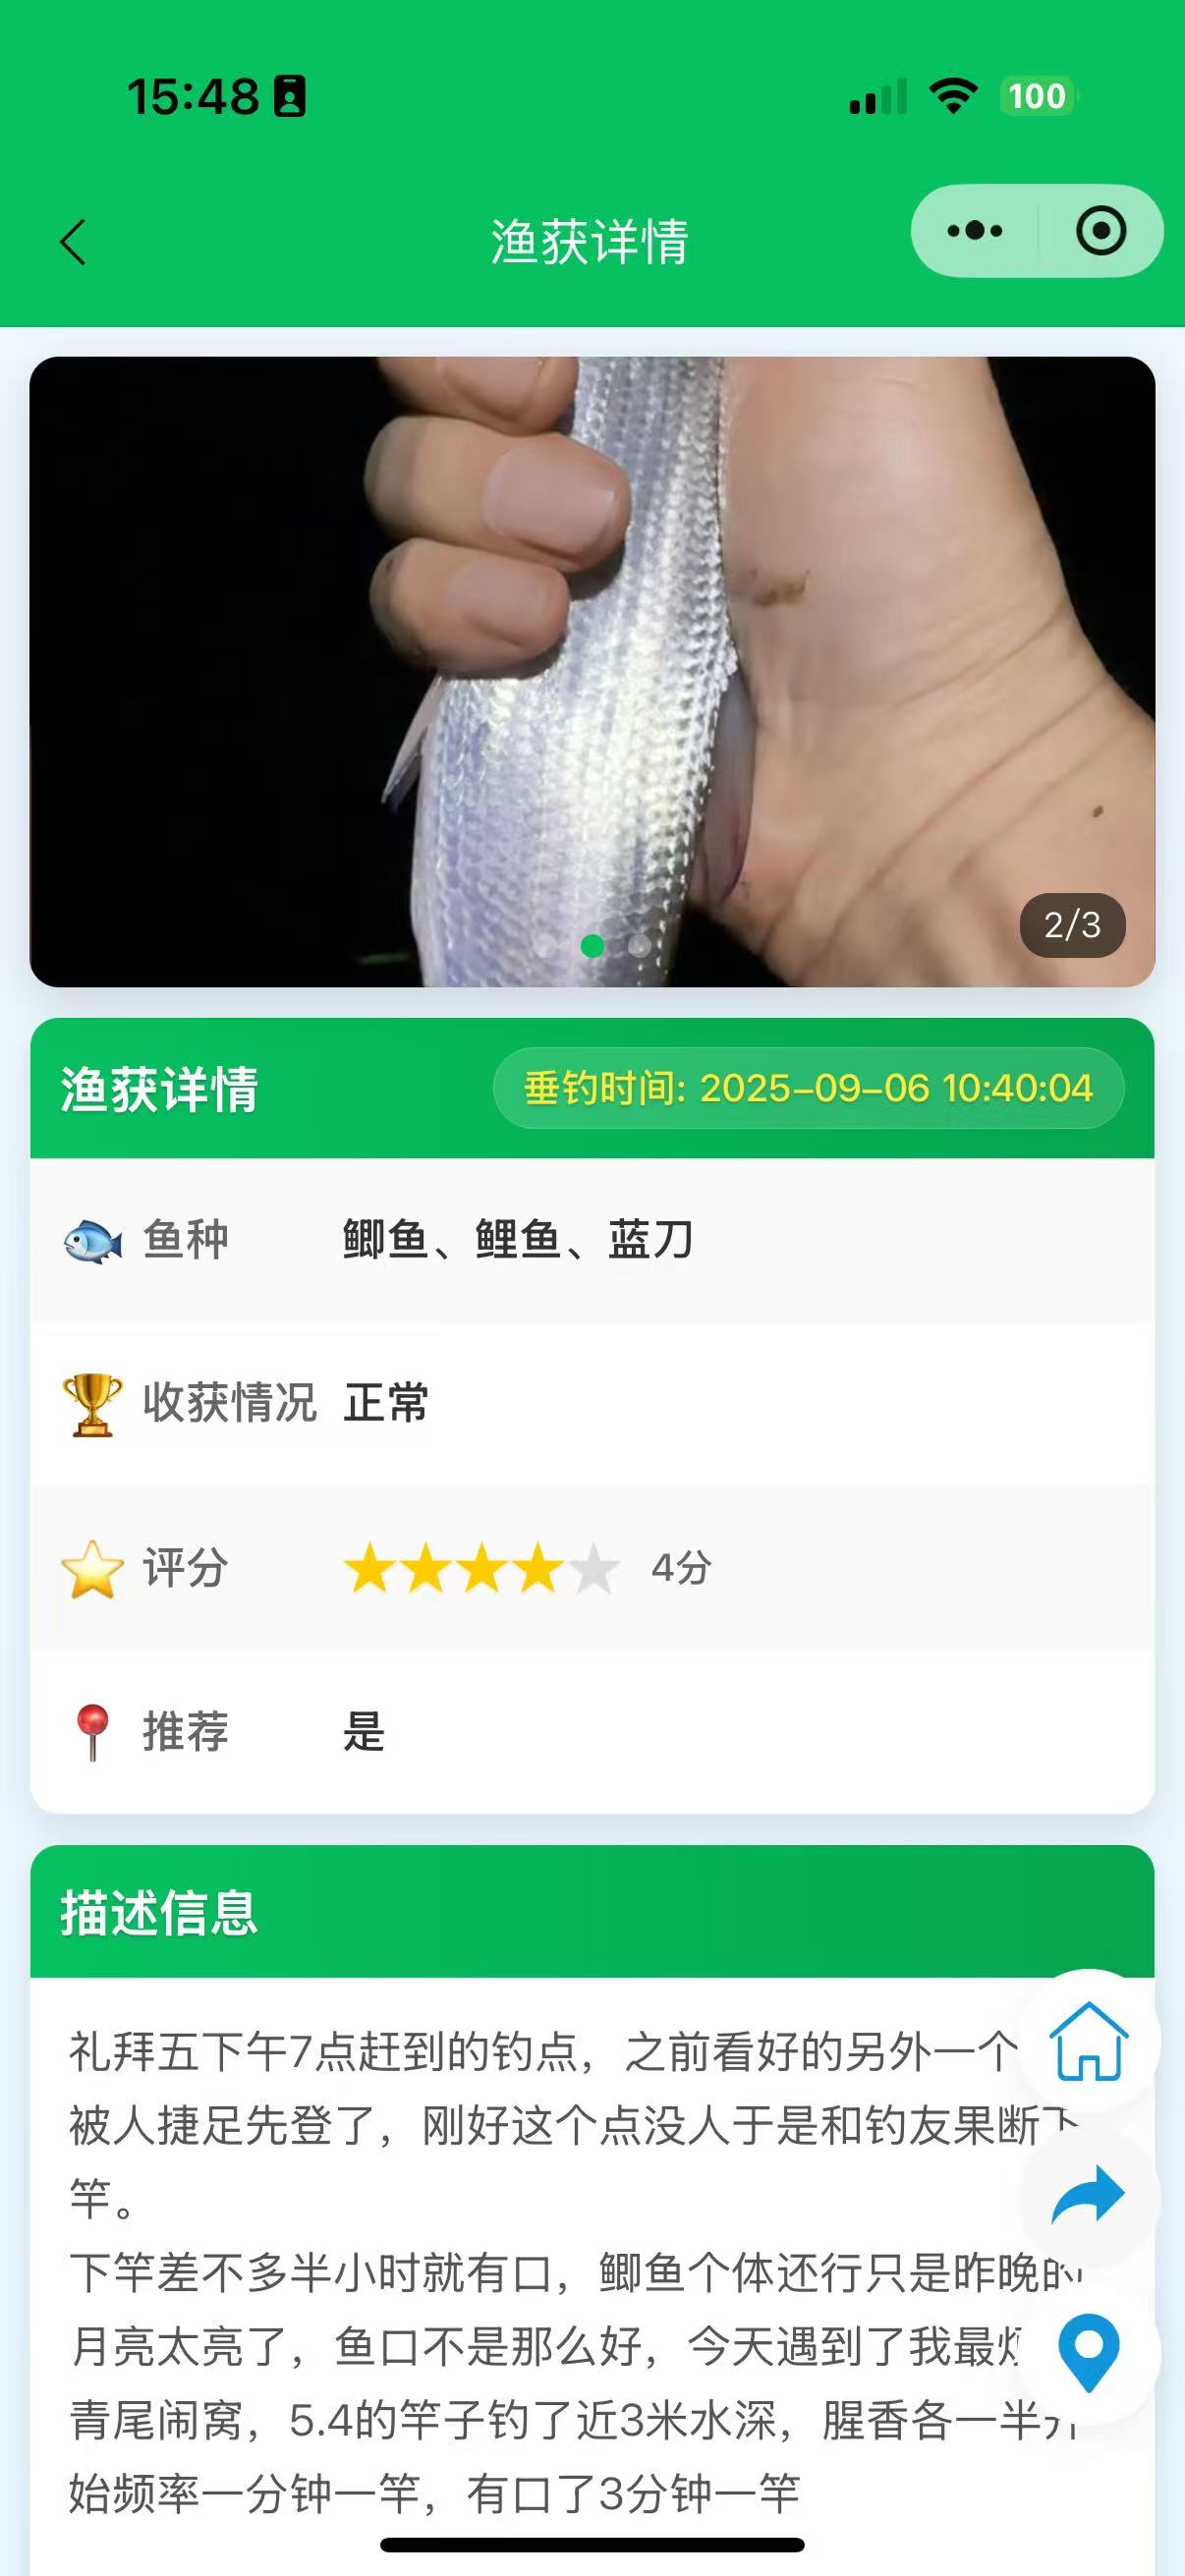 15:48
100
渔获详情
2/3
渔获详情
垂钓时间: 2025-09-06 10:40:04
鱼种 鲫鱼、鲤鱼、蓝刀
收获情况 正常
评分 4分
推荐 是
描述信息
礼拜五下午7点赶到的钓点，之前看好的另外一个
被人捷足先登了，刚好这个点没人于是和钓友果断下
竿。
下竿差不多半小时就有口，鲫鱼个体还行只是昨晚的
月亮太亮了，鱼口不是那么好，今天遇到了我最
青尾闹窝，5.4的竿子钓了近3米水深，腥香各一半开
始频率一分钟一竿，有口了3分钟一竿